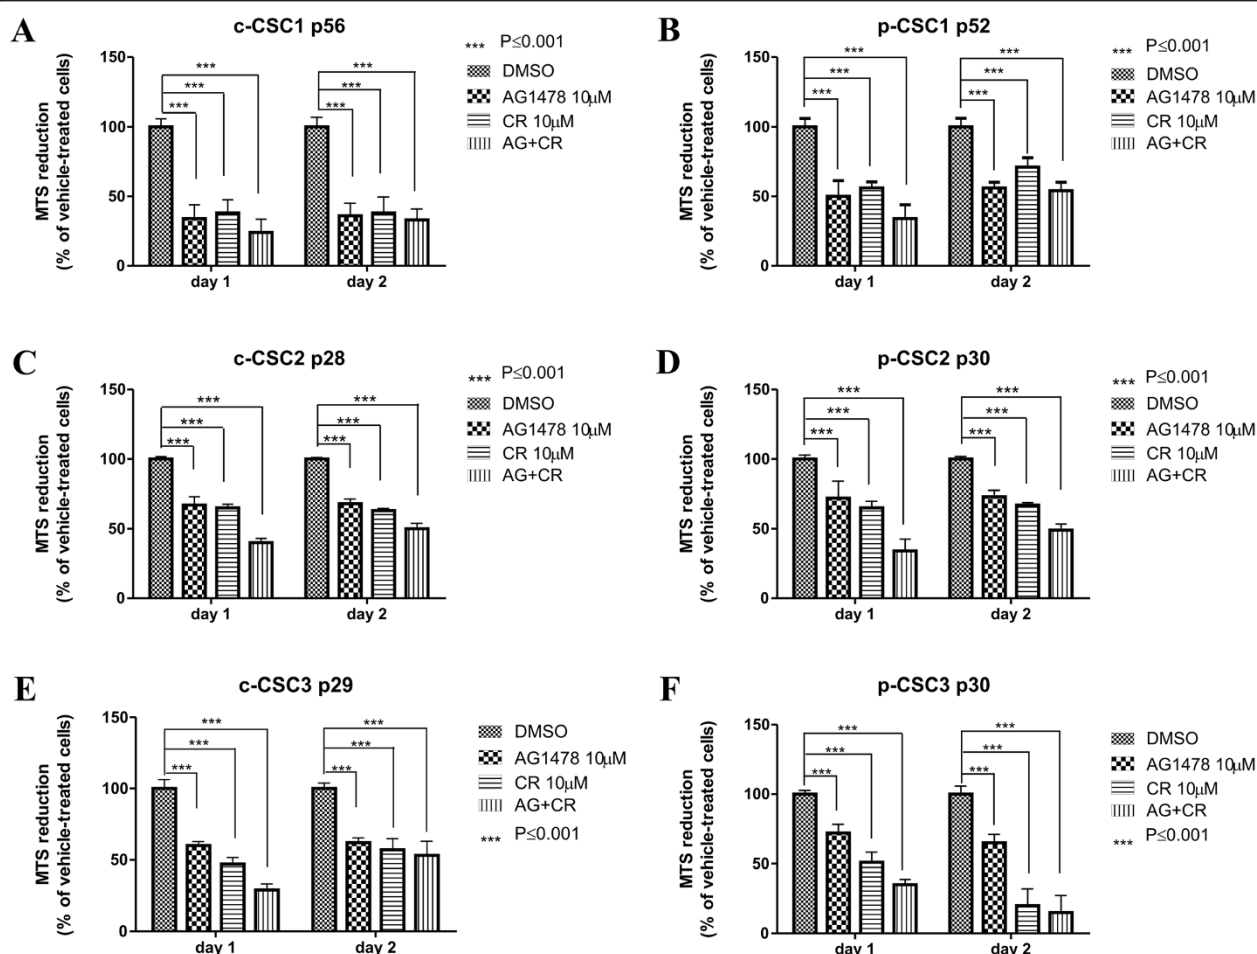 A
c-CSC1 p56
MTS reduction
(% of vehicle-treated cells)
150
100
50
0
***
***
***
***
***
***
day 1
day 2
*** P≤0.001
DMSO
AG1478 10μM
CR 10μM
AG+CR
B
p-CSC1 p52
MTS reduction
(% of vehicle-treated cells)
150
100
50
0
***
***
***
***
***
***
day 1
day 2
*** P≤0.001
DMSO
AG1478 10μM
CR 10μM
AG+CR
C
c-CSC2 p28
MTS reduction
(% of vehicle-treated cells)
150
100
50
0
***
***
***
***
***
***
day 1
day 2
*** P≤0.001
DMSO
AG1478 10μM
CR 10μM
AG+CR
D
p-CSC2 p30
MTS reduction
(% of vehicle-treated cells)
150
100
50
0
***
***
***
***
***
***
day 1
day 2
*** P≤0.001
DMSO
AG1478 10μM
CR 10μM
AG+CR
E
c-CSC3 p29
MTS reduction
(% of vehicle-treated cells)
150
100
50
0
***
***
***
***
***
***
day 1
day 2
DMSO
AG1478 10μM
CR 10μM
AG+CR
*** P≤0.001
F
p-CSC3 p30
MTS reduction
(% of vehicle-treated cells)
150
100
50
0
***
***
***
***
***
***
day 1
day 2
DMSO
AG1478 10μM
CR 10μM
AG+CR
*** P≤0.001